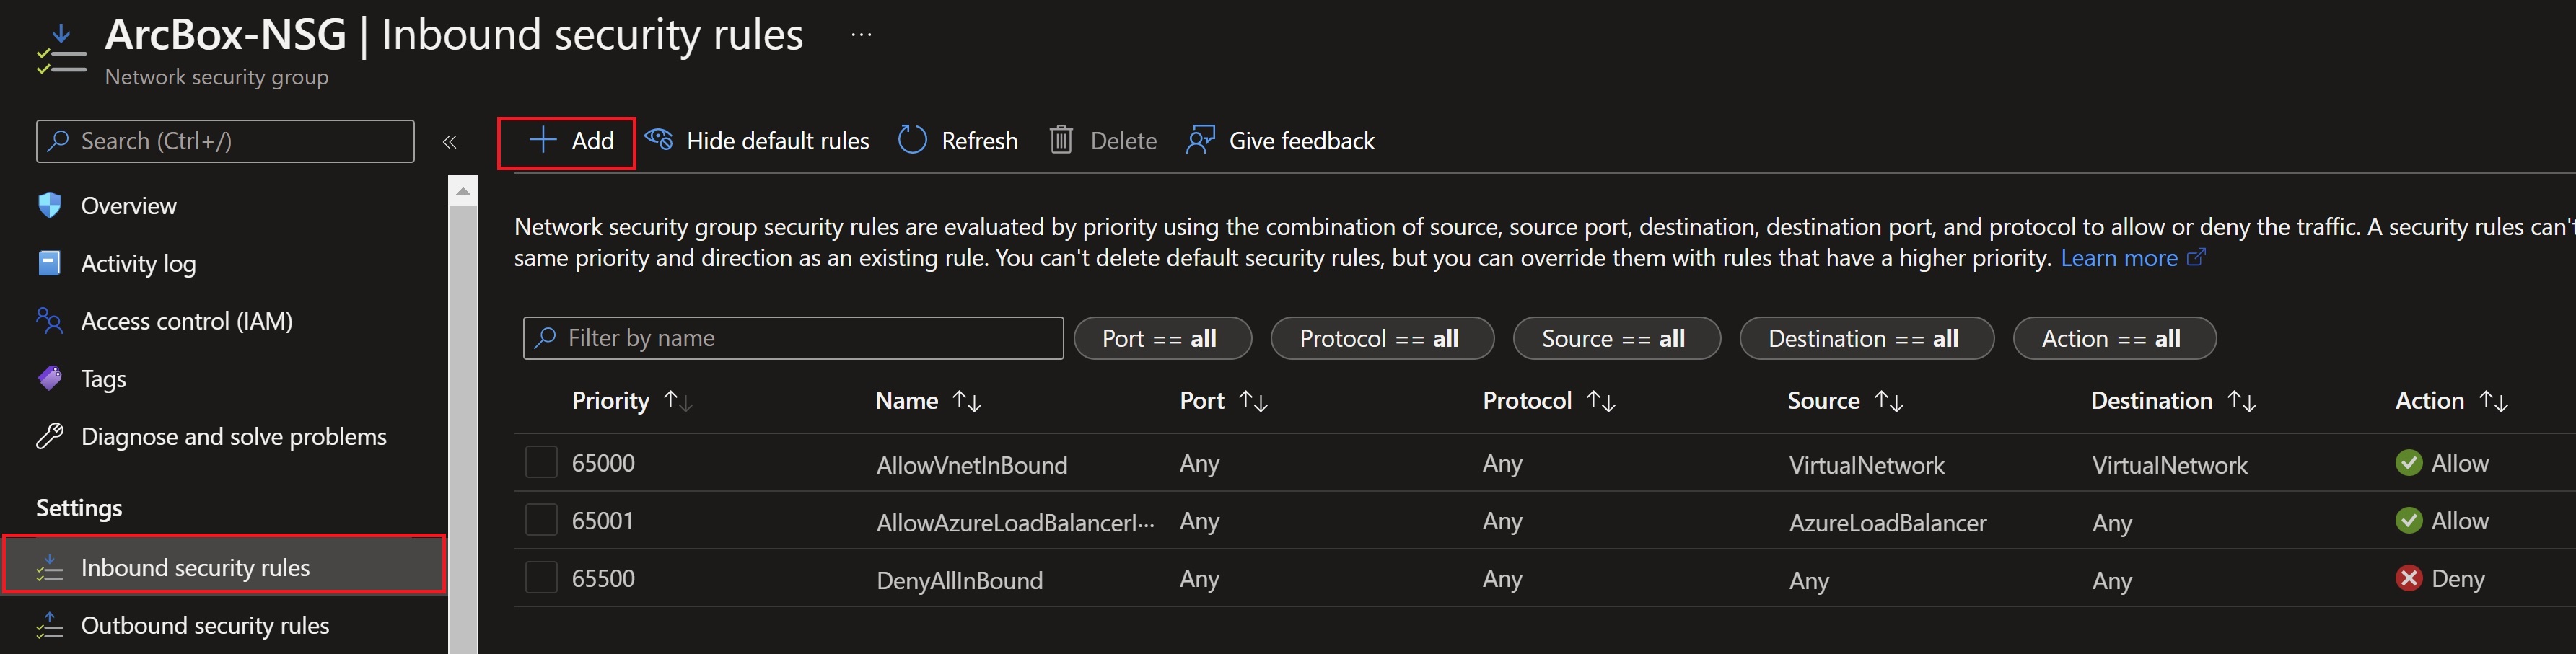 ArcBox-NSG | Inbound security rules ...
Network security group
Search (Ctrl+/) «
Overview
Activity log
Access control (IAM)
Tags
Diagnose and solve problems
Settings
Inbound security rules
Outbound security rules
Add Hide default rules Refresh Delete Give feedback
Network security group security rules are evaluated by priority using the combination of source, source port, destination, destination port, and protocol to allow or deny the traffic. A security rules can't
same priority and direction as an existing rule. You can't delete default security rules, but you can override them with rules that have a higher priority. Learn more
Filter by name Port == all Protocol == all Source == all Destination == all Action == all
Priority ↑↓ Name ↑↓ Port ↑↓ Protocol ↑↓ Source ↑↓ Destination ↑↓ Action ↑↓
65000 AllowVnetInBound Any Any VirtualNetwork VirtualNetwork Allow
65001 AllowAzureLoadBalancerI... Any Any AzureLoadBalancer Any Allow
65500 DenyAllInBound Any Any Any Any Deny